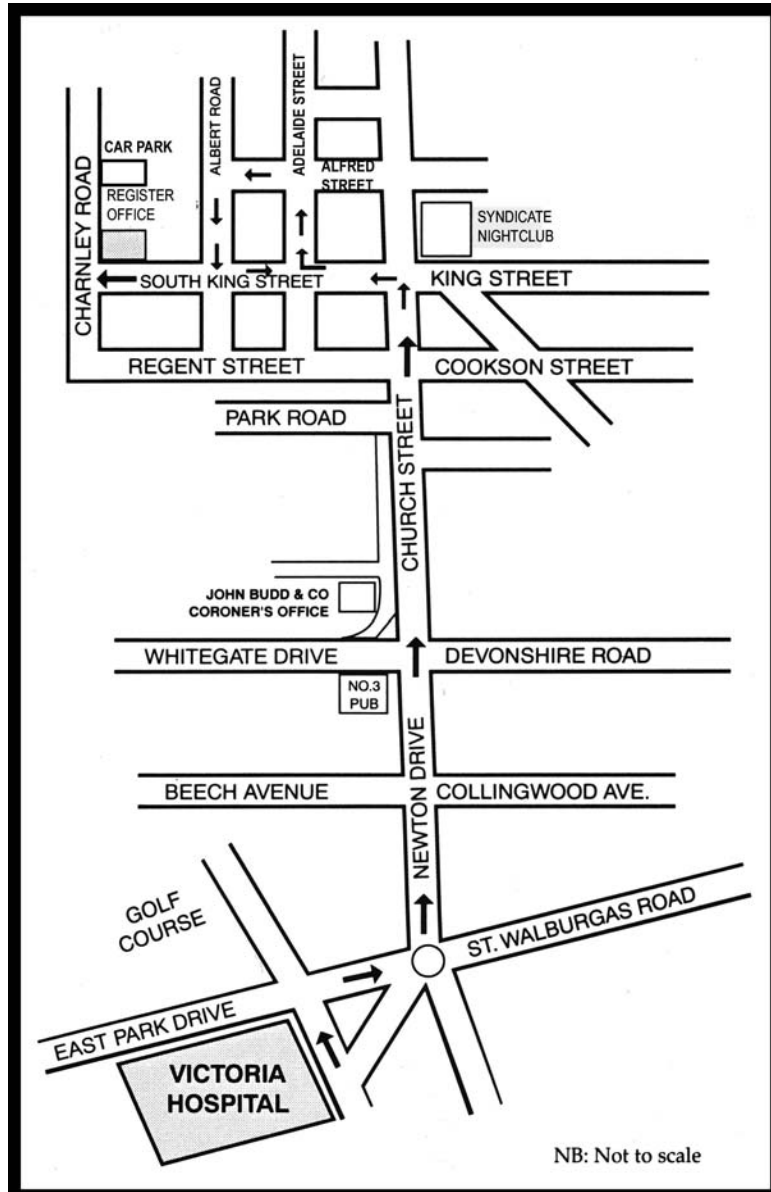 ALBERT ROAD
ADELAIDE STREET
CAR PARK
ALFRED
STREET
REGISTER
OFFICE
CHARNLEY ROAD
SYNDICATE
NIGHTCLUB
SOUTH KING STREET
KING STREET
REGENT STREET
COOKSON STREET
PARK ROAD
CHURCH STREET
JOHN BUDD & CO
CORONER'S OFFICE
WHITEGATE DRIVE
DEVONSHIRE ROAD
NO.3
PUB
NEWTON DRIVE
BEECH AVENUE
COLLINGWOOD AVE.
GOLF
COURSE
ST. WALBURGAS ROAD
EAST PARK DRIVE
VICTORIA
HOSPITAL
NB: Not to scale